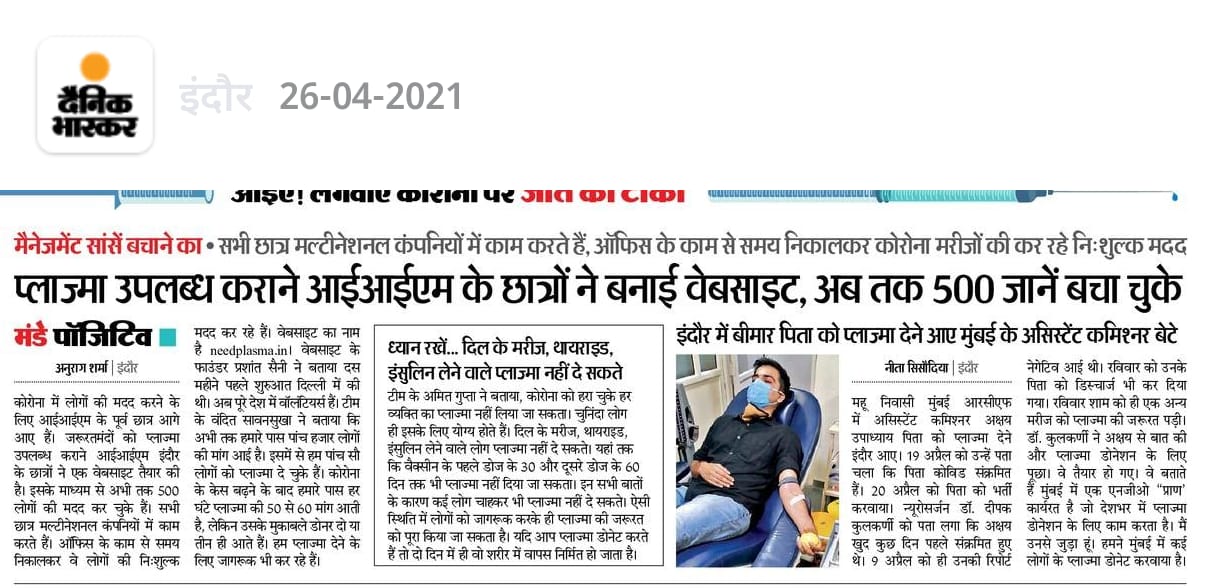 दैनिक
भास्कर
इंदौर 26-04-2021
आइए! लगवाएं कोरोना पर जीत का टीका
मैनेजमेंट सांसें बचाने का • सभी छात्र मल्टीनेशनल कंपनियों में काम करते हैं, ऑफिस के काम से समय निकालकर कोरोना मरीजों की कर रहे निःशुल्क मदद
प्लाज्मा उपलब्ध कराने आईआईएम के छात्रों ने बनाई वेबसाइट, अब तक 500 जानें बचा चुके
मंडे पॉजिटिव
अनुराग शर्मा | इंदौर
कोरोना में लोगों की मदद करने के
लिए आईआईएम के पूर्व छात्र आगे
आए हैं। जरूरतमंदों को प्लाज्मा
उपलब्ध कराने आईआईएम इंदौर
के छात्रों ने एक वेबसाइट तैयार की
है। इसके माध्यम से अभी तक 500
लोगों की मदद कर चुके हैं। सभी
छात्र मल्टीनेशनल कंपनियों में काम
करते हैं। ऑफिस के काम से समय
निकालकर वे लोगों की निःशुल्क
मदद कर रहे हैं। वेबसाइट का नाम
है needplasma.in। वेबसाइट के
फाउंडर प्रशांत सैनी ने बताया दस
महीने पहले शुरुआत दिल्ली में की
थी। अब पूरे देश में वॉलंटियर्स हैं। टीम
के वंदित सावनसुखा ने बताया कि
अभी तक हमारे पास पांच हजार लोगों
की मांग आई है। इसमें से हम पांच सौ
लोगों को प्लाज्मा दे चुके हैं। कोरोना
के केस बढ़ने के बाद हमारे पास हर
घंटे प्लाज्मा की 50 से 60 मांग आती
है, लेकिन उसके मुकाबले डोनर दो या
तीन ही आते हैं। हम प्लाज्मा देने के
लिए जागरूक भी कर रहे हैं।
ध्यान रखें... दिल के मरीज, थायराइड,
इंसुलिन लेने वाले प्लाज्मा नहीं दे सकते
टीम के अमित गुप्ता ने बताया, कोरोना को हरा चुके हर
व्यक्ति का प्लाज्मा नहीं लिया जा सकता। चुनिंदा लोग
ही इसके लिए योग्य होते हैं। दिल के मरीज, थायराइड,
इंसुलिन लेने वाले लोग प्लाज्मा नहीं दे सकते। यहां तक
कि वैक्सीन के पहले डोज के 30 और दूसरे डोज के 60
दिन तक भी प्लाज्मा नहीं दिया जा सकता। इन सभी बातों
के कारण कई लोग चाहकर भी प्लाज्मा नहीं दे सकते। ऐसी
स्थिति में लोगों को जागरूक करके ही प्लाज्मा की जरूरत
को पूरा किया जा सकता है। यदि आप प्लाज्मा डोनेट करते
हैं तो दो दिन में ही वो शरीर में वापस निर्मित हो जाता है।
इंदौर में बीमार पिता को प्लाज्मा देने आए मुंबई के असिस्टेंट कमिश्नर बेटे
नीता सिसौदिया | इंदौर
महू निवासी मुंबई आरसीएफ
में असिस्टेंट कमिश्नर अक्षय
उपाध्याय पिता को प्लाज्मा देने
इंदौर आए। 19 अप्रैल को उन्हें पता
चला कि पिता कोविड संक्रमित
हैं। 20 अप्रैल को पिता को भर्ती
करवाया। न्यूरोसर्जन डॉ. दीपक
कुलकर्णी को पता लगा कि अक्षय
खुद कुछ दिन पहले संक्रमित हुए
थे। 9 अप्रैल को ही उनकी रिपोर्ट
नेगेटिव आई थी। रविवार को उनके
पिता को डिस्चार्ज भी कर दिया
गया। रविवार शाम को ही एक अन्य
मरीज को प्लाज्मा की जरूरत पड़ी।
डॉ. कुलकर्णी ने अक्षय से बात की
और प्लाज्मा डोनेशन के लिए
पूछा। वे तैयार हो गए। वे बताते
हैं मुंबई में एक एनजीओ "प्राण'
कार्यरत है जो देशभर में प्लाज्मा
डोनेशन के लिए काम करता है। मैं
उनसे जुड़ा हूं। हमने मुंबई में कई
लोगों के प्लाज्मा डोनेट करवाया है।